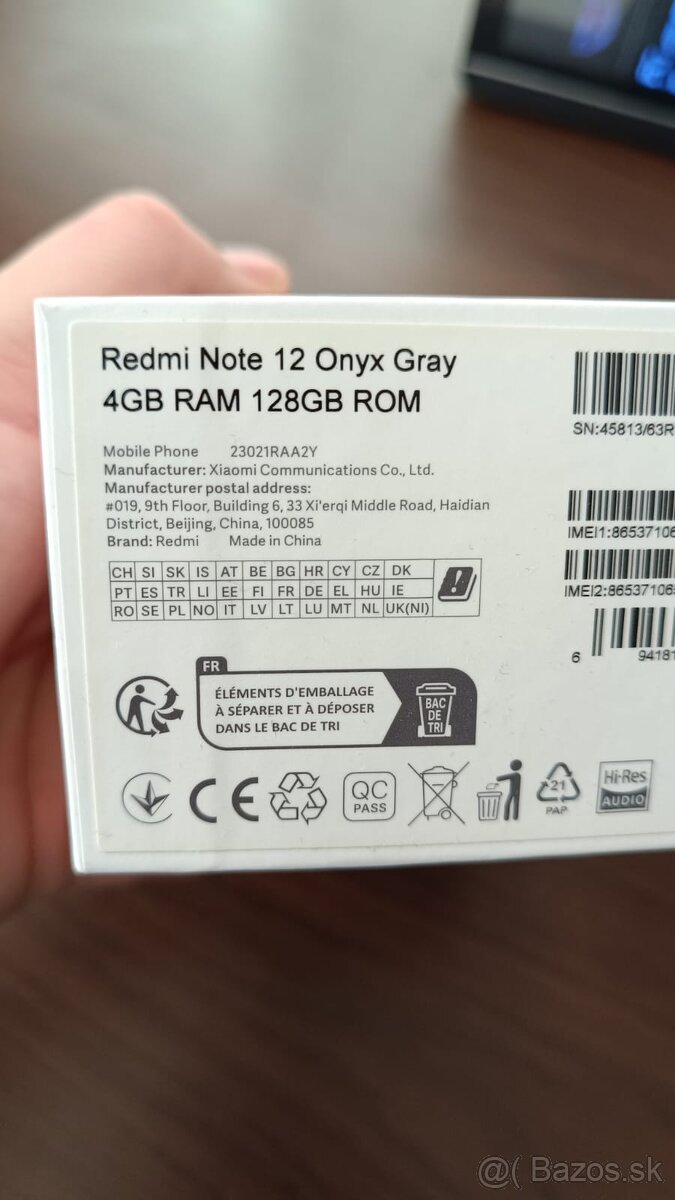 Redmi Note 12 Onyx Gray
4GB RAM 128GB ROM
Mobile Phone 23021RAA2Y
Manufacturer: Xiaomi Communications Co., Ltd.
Manufacturer postal address:
#019, 9th Floor, Building 6, 33 Xi'erqi Middle Road, Haidian
District, Beijing, China, 100085
Brand: Redmi Made in China
SN:45813/63R
IMEI1:86537106
IMEI2:86537106
6 94181
CH SI SK IS AT BE BG HR CY CZ DK
PT ES TR LI EE FI FR DE EL HU IE
RO SE PL NO IT LV LT LU MT NL UK(NI)
FR
ÉLÉMENTS D'EMBALLAGE
À SÉPARER ET À DÉPOSER
DANS LE BAC DE TRI
BAC
DE
TRI
CE
QC
PASS
21
PAP
Hi-Res
AUDIO
@( Bazos.sk